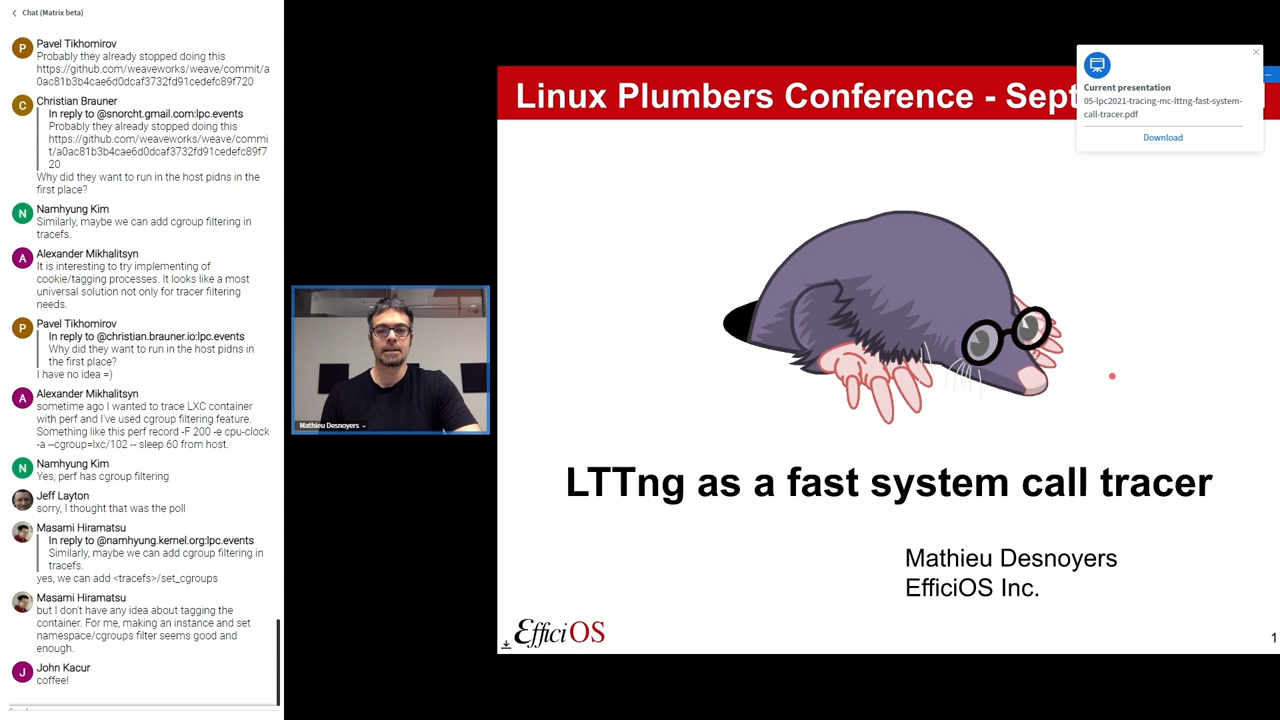 Chat (Matrix beta)
P
Pavel Tikhomirov
Probably they already stopped doing this
https://github.com/weaveworks/weave/commit/a
0ac81b3b4cae6d0dcaf3732fd91cedefc89f720
C
Christian Brauner
In reply to @snorcht.gmail.com:lpc.events
Probably they already stopped doing this
https://github.com/weaveworks/weave/commi
t/a0ac81b3b4cae6d0dcaf3732fd91cedefc89f7
20
Why did they want to run in the host pidns in the
first place?
N
Namhyung Kim
Similarly, maybe we can add cgroup filtering in
tracefs.
A
Alexander Mikhalitsyn
It is interesting to try implementing of
cookie/tagging processes. It looks like a most
universal solution not only for tracer filtering
needs.
P
Pavel Tikhomirov
In reply to @christian.brauner.io:lpc.events
Why did they want to run in the host pidns in
the first place?
I have no idea =)
A
Alexander Mikhalitsyn
sometime ago I wanted to trace LXC container
with perf and I've used cgroup filtering feature.
Something like this perf record -F 200 -e cpu-clock
-a --cgroup=lxc/102 -- sleep 60 from host.
N
Namhyung Kim
Yes, perf has cgroup filtering
Jeff Layton
sorry, I thought that was the poll
Masami Hiramatsu
In reply to @namhyung.kernel.org:lpc.events
Similarly, maybe we can add cgroup filtering in
tracefs.
yes, we can add <tracefs>/set_cgroups
Masami Hiramatsu
but I don't have any idea about tagging the
container. For me, making an instance and set
namespace/cgroups filter seems good and
enough.
J
John Kacur
coffee!
Mathieu Desnoyers
Linux Plumbers Conference - Sept
Current presentation
05-lpc2021-tracing-mc-lttng-fast-system-
call-tracer.pdf
Download
LTTng as a fast system call tracer
Mathieu Desnoyers
EfficiOS Inc.
EfficiOS
1